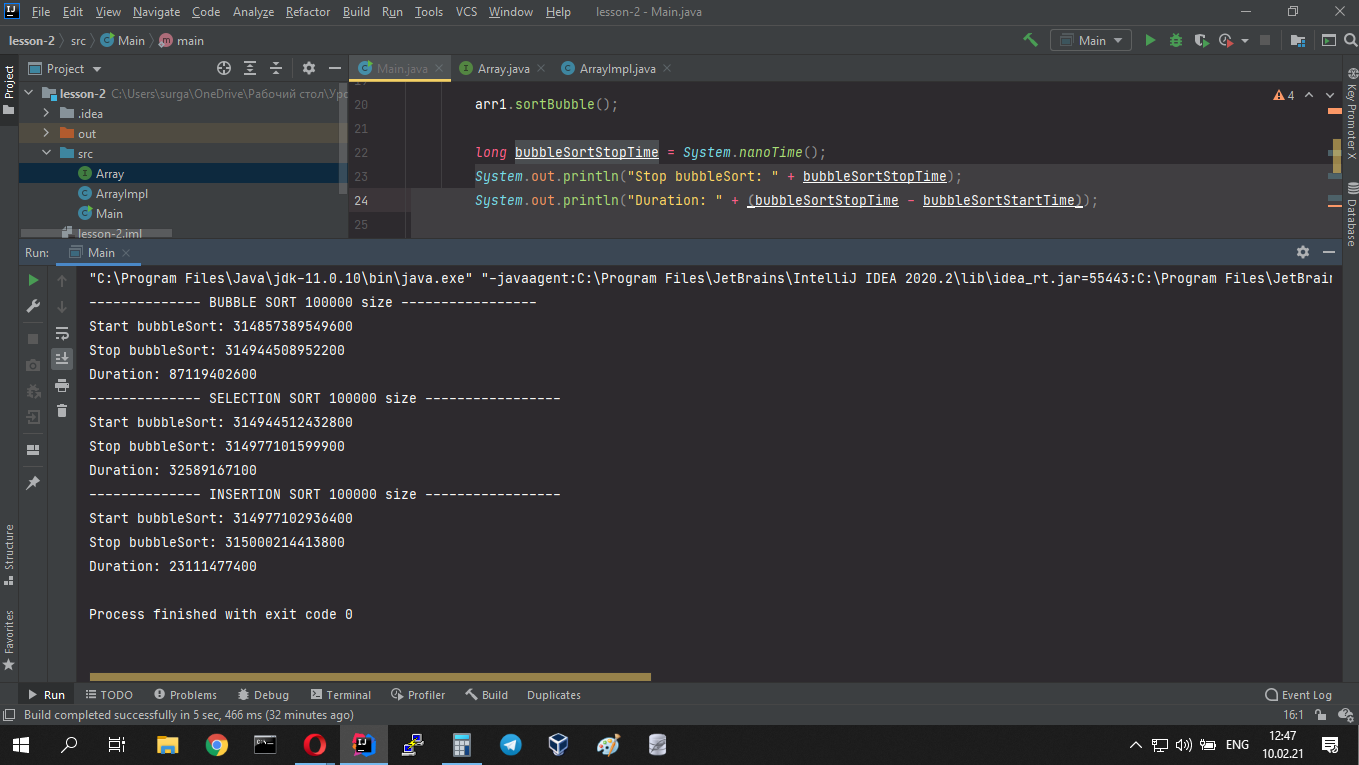 File Edit View Navigate Code Analyze Refactor Build Run Tools VCS Window Help lesson-2 - Main.java
lesson-2 src Main main
Main
Project
Main.java Array.java ArrayImpl.java
lesson-2 C:\Users\surga\OneDrive\Рабочий стол\Уро
.idea
out
src
Array
ArrayImpl
Main
lesson-2.iml
20 arr1.sortBubble();
21
22 long bubbleSortStopTime = System.nanoTime();
23 System.out.println("Stop bubbleSort: " + bubbleSortStopTime);
24 System.out.println("Duration: " + (bubbleSortStopTime - bubbleSortStartTime));
25
4
Project
Structure
Favorites
Key Promoter X
Database
Run: Main
"C:\Program Files\Java\jdk-11.0.10\bin\java.exe" "-javaagent:C:\Program Files\JetBrains\IntelliJ IDEA 2020.2\lib\idea_rt.jar=55443:C:\Program Files\JetBrain
-------------- BUBBLE SORT 100000 size -----------------
Start bubbleSort: 314857389549600
Stop bubbleSort: 314944508952200
Duration: 87119402600
-------------- SELECTION SORT 100000 size -----------------
Start bubbleSort: 314944512432800
Stop bubbleSort: 314977101599900
Duration: 32589167100
-------------- INSERTION SORT 100000 size -----------------
Start bubbleSort: 314977102936400
Stop bubbleSort: 315000214413800
Duration: 23111477400
Process finished with exit code 0
Run TODO Problems Debug Terminal Profiler Build Duplicates Event Log
Build completed successfully in 5 sec, 466 ms (32 minutes ago) 16:1
ENG
12:47
10.02.21